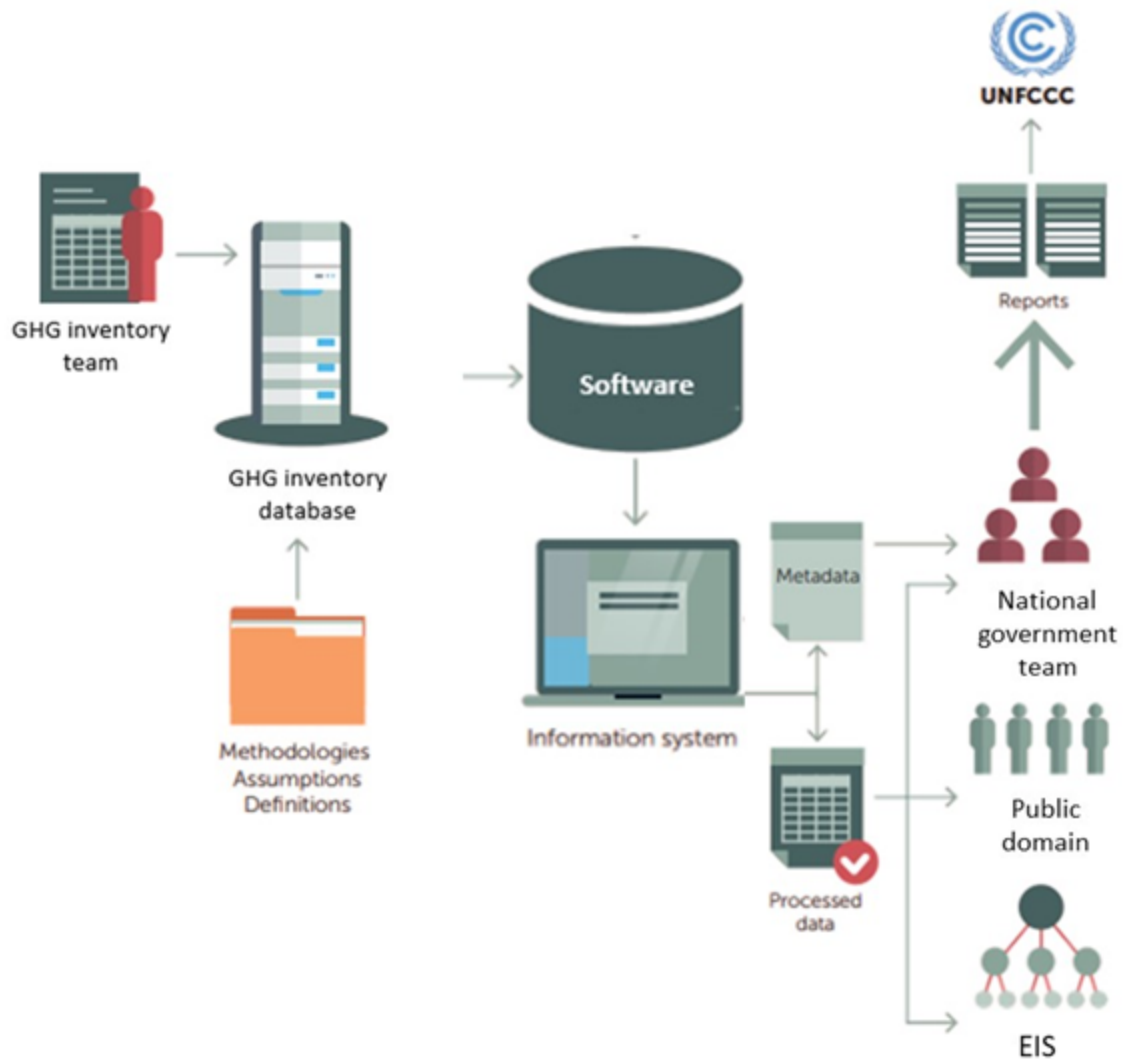 UNFCCC
Reports
GHG inventory
team
Software
GHG inventory
database
Metadata
National
government
team
Information system
Methodologies
Assumptions
Definitions
Public
domain
Processed
data
EIS